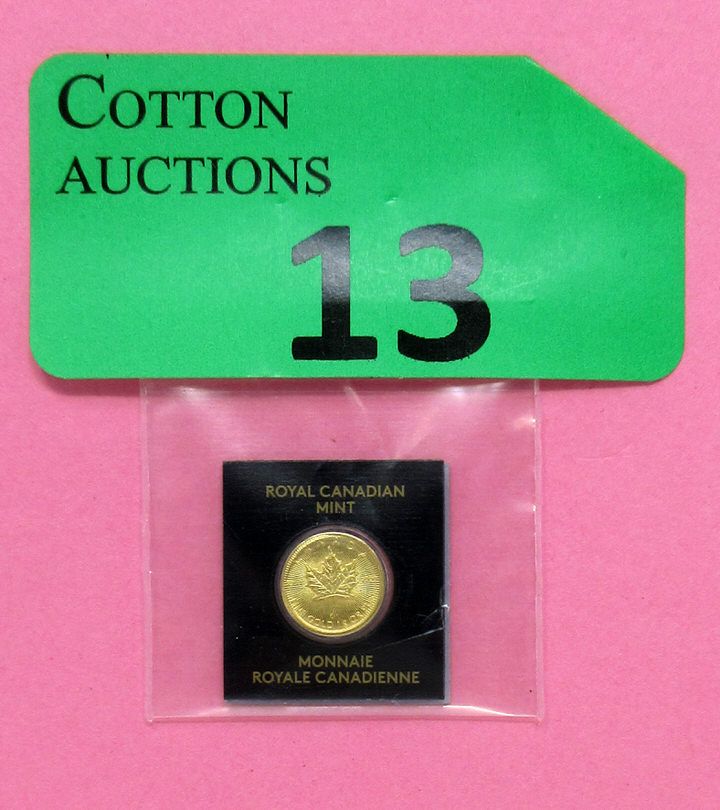 COTTON
AUCTIONS
13
ROYAL CANADIAN
MINT
MONNAIE
ROYALE CANADIENNE